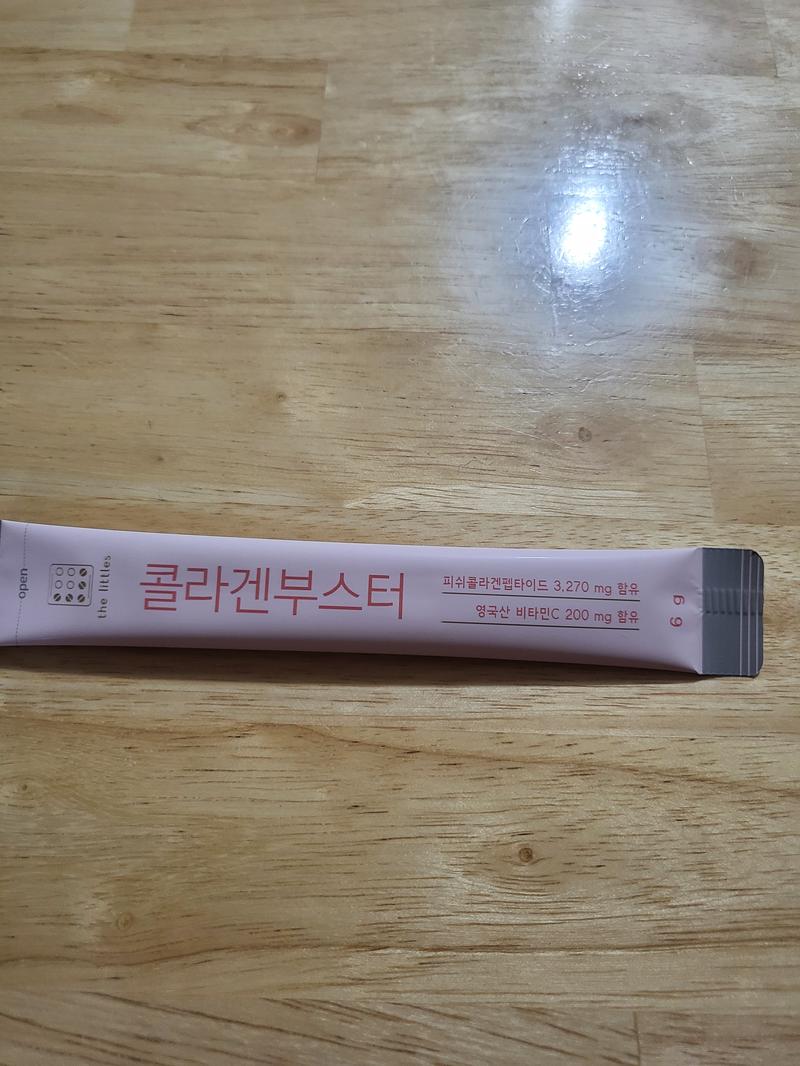 open
the littles
콜라겐부스터
피쉬콜라겐펩타이드 3,270 mg 함유
영국산 비타민C 200 mg 함유
6 g